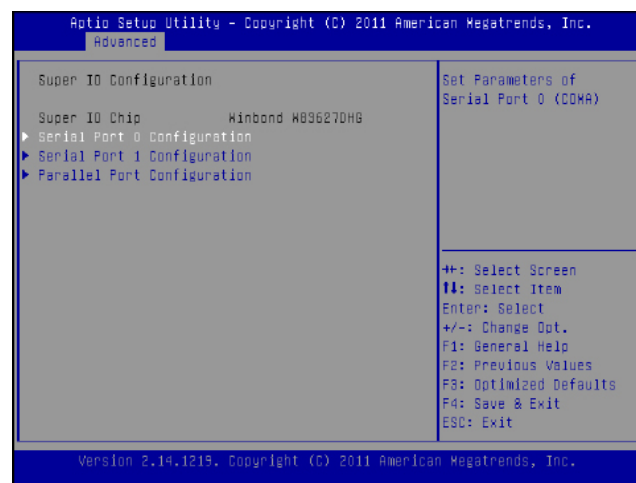 Aptio Setup Utility - Copyright (C) 2011 American Megatrends, Inc.
Advanced
Super IO Configuration
Super IO Chip Winbond W83627DHG
Serial Port 0 Configuration
Serial Port 1 Configuration
Parallel Port Configuration
Set Parameters of
Serial Port 0 (COMA)
→←: Select Screen
↑↓: Select Item
Enter: Select
+/-: Change Opt.
F1: General Help
F2: Previous Values
F3: Optimized Defaults
F4: Save & Exit
ESC: Exit
Version 2.14.1219. Copyright (C) 2011 American Megatrends, Inc.